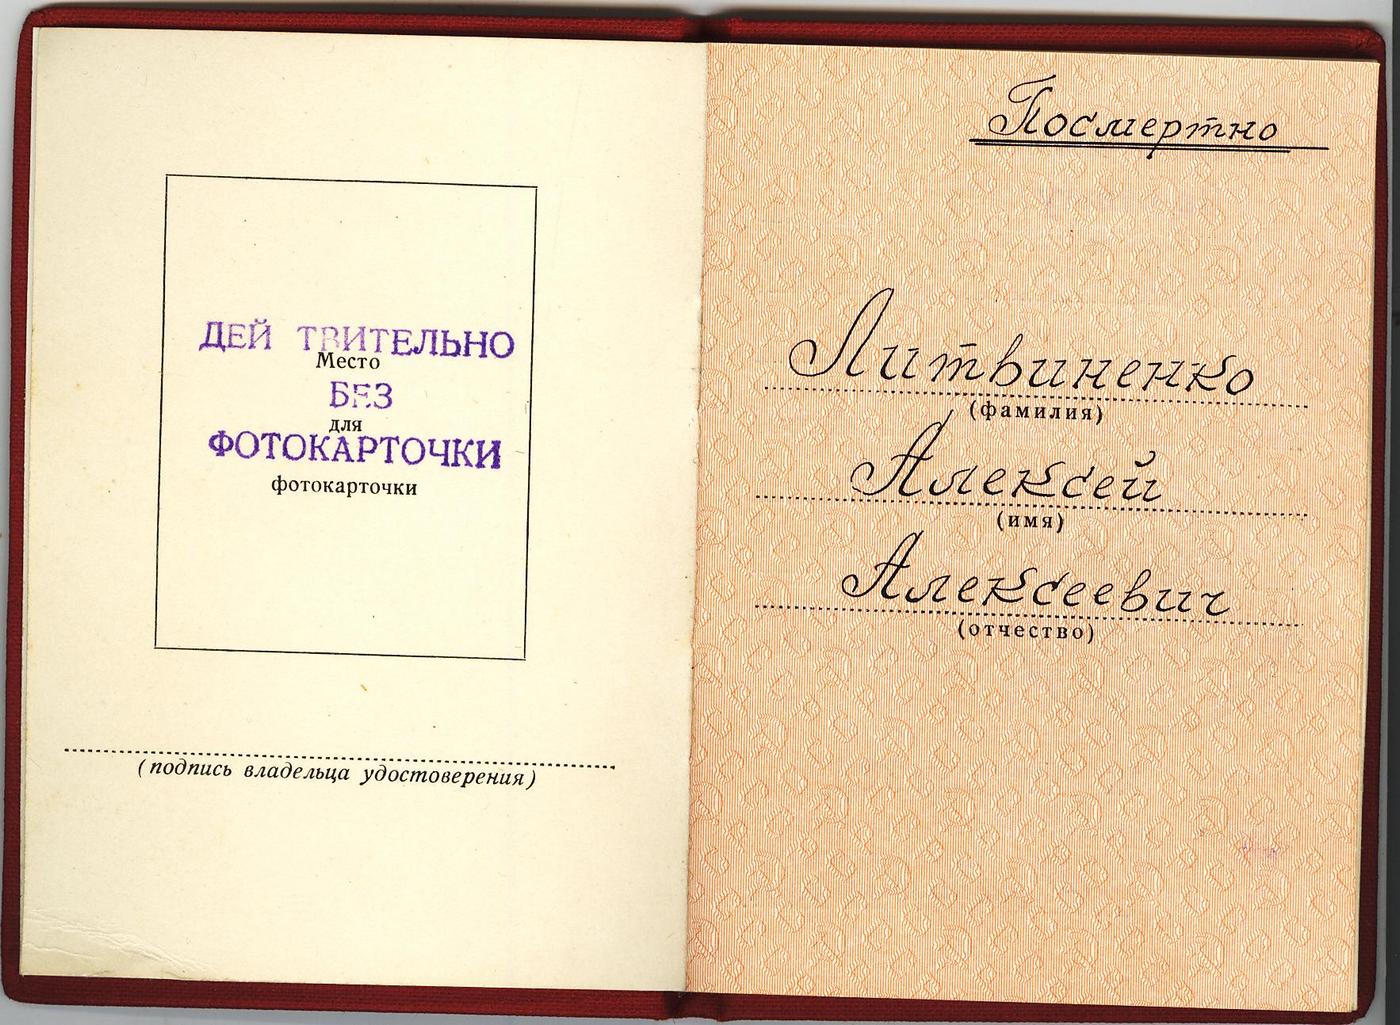 ДЕЙ ТВИТЕЛЬНО
Место
БЕЗ
для
ФОТОКАРТОЧКИ
фотокарточки
(подпись владельца удостоверения)
Посмертно
Литвиненко
(фамилия)
Алексей
(имя)
Алексеевич
(отчество)